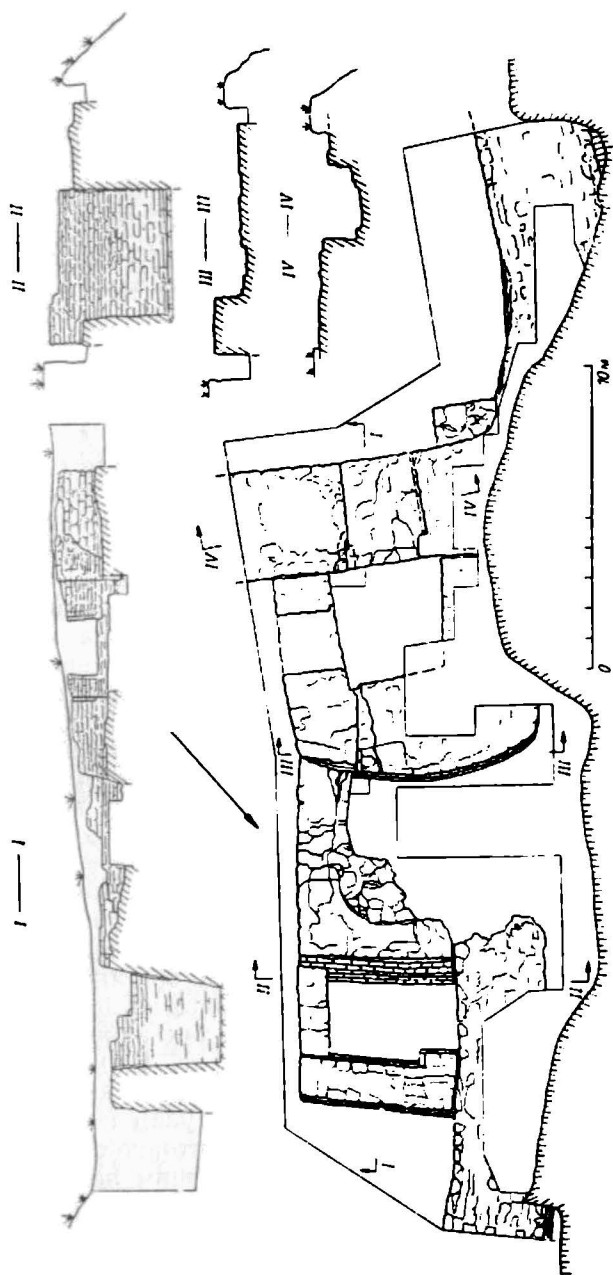 I — I
II — II
III — III
IV — IV
IV
IV
III
III
II
II
I
I
0
10 м